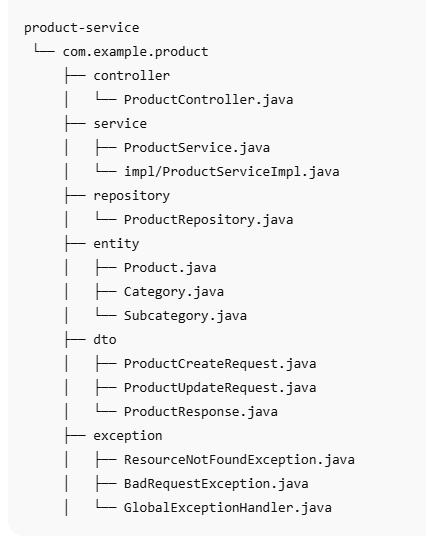 product-service
└── com.example.product
├── controller
│ └── ProductController.java
├── service
│ ├── ProductService.java
│ └── impl/ProductServiceImpl.java
├── repository
│ └── ProductRepository.java
├── entity
│ ├── Product.java
│ ├── Category.java
│ └── Subcategory.java
├── dto
│ ├── ProductCreateRequest.java
│ ├── ProductUpdateRequest.java
│ └── ProductResponse.java
├── exception
│ ├── ResourceNotFoundException.java
│ ├── BadRequestException.java
│ └── GlobalExceptionHandler.java